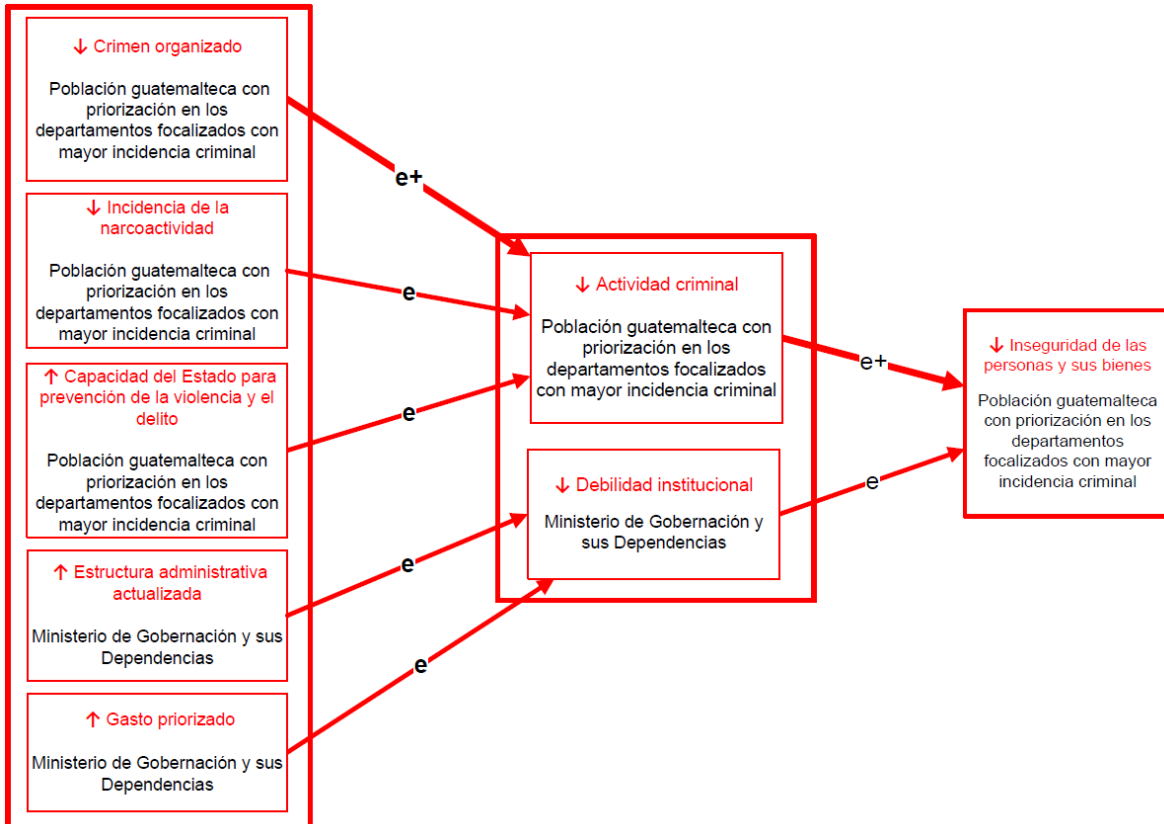 ↓ Crimen organizado
Población guatemalteca con
priorización en los
departamentos focalizados con
mayor incidencia criminal
↓ Incidencia de la
narcoactividad
Población guatemalteca con
priorización en los
departamentos focalizados con
mayor incidencia criminal
↑ Capacidad del Estado para
prevención de la violencia y el
delito
Población guatemalteca con
priorización en los
departamentos focalizados con
mayor incidencia criminal
↑ Estructura administrativa
actualizada
Ministerio de Gobernación y sus
Dependencias
↑ Gasto priorizado
Ministerio de Gobernación y sus
Dependencias
e+
e
e
e
e
↓ Actividad criminal
Población guatemalteca con
priorización en los
departamentos focalizados
con mayor incidencia criminal
↓ Debilidad institucional
Ministerio de Gobernación y
sus Dependencias
e+
e
↓ Inseguridad de las
personas y sus bienes
Población guatemalteca
con priorización en los
departamentos
focalizados con mayor
incidencia criminal